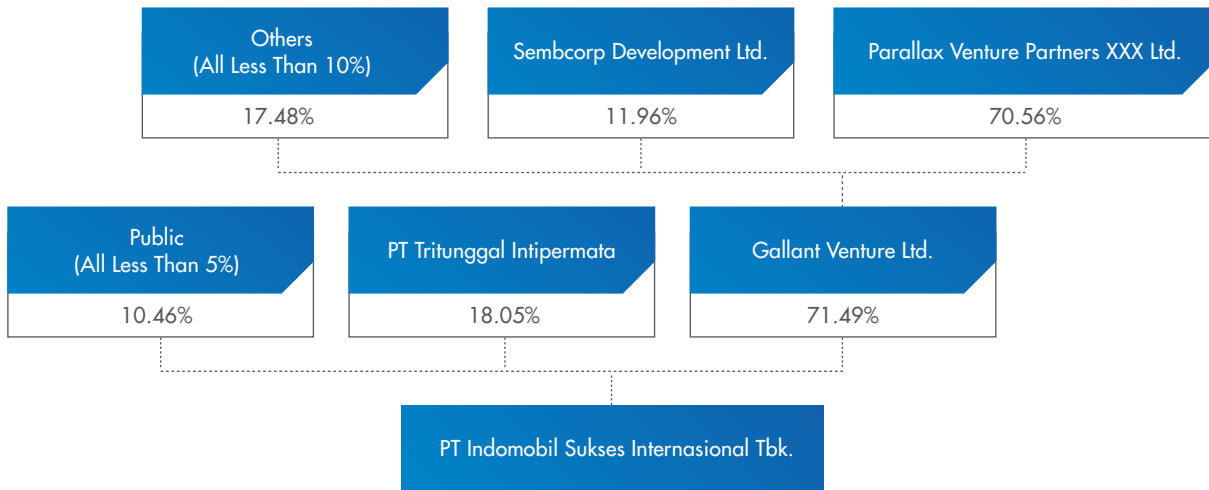 Others
(All Less Than 10%)
17.48%
Sembcorp Development Ltd.
11.96%
Parallax Venture Partners XXX Ltd.
70.56%
Public
(All Less Than 5%)
10.46%
PT Tritunggal Intipermata
18.05%
Gallant Venture Ltd.
71.49%
PT Indomobil Sukses Internasional Tbk.